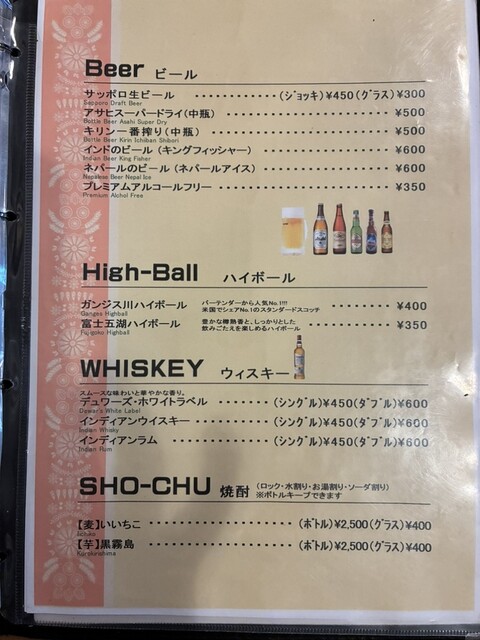 Beer ビール
サッポロ生ビール ············(ジョッキ)¥450(グラス)¥300
Sapporo Draft Beer
アサヒスーパードライ(中瓶) ···················· ¥500
Bottle Beer Asahi Super Dry
キリン一番搾り(中瓶) ······················ ¥500
Bottle Beer Kirin Ichiban Shibori
インドのビール (キングフィッシャー) ················ ¥600
Indian Beer King Fisher
ネパールのビール (ネパールアイス) ················ ¥600
Nepalese Beer Nepal Ice
プレミアムアルコールフリー ···················· ¥350
Premium Alchol Free
High-Ball ハイボール
ガンジス川ハイボール バーテンダーから人気No.1!!! 米国でシェアNo.1のスタンダードスコッチ ········ ¥400
Ganges Highball
富士五湖ハイボール 豊かな樽熟香と、しっかりとした 飲みごたえを楽しめるハイボール ········ ¥350
Fujigoko Highball
WHISKEY ウィスキー
スムースな味わいと華やかな香り。
デュワーズ・ホワイトラベル ·······(シングル)¥450(ダブル)¥600
Dewar's White Label
インディアンウイスキー ·········(シングル)¥450(ダブル)¥600
Indian Whisky
インディアンラム ·············(シングル)¥450(ダブル)¥600
Indian Rum
SHO-CHU 焼酎 (ロック・水割り・お湯割り・ソーダ割り)
※ボトルキープできます
【麦】いいちこ ··················(ボトル)¥2,500(グラス)¥400
Iichiko
【芋】黒霧島 ···················(ボトル)¥2,500(グラス)¥400
Kurokirishima